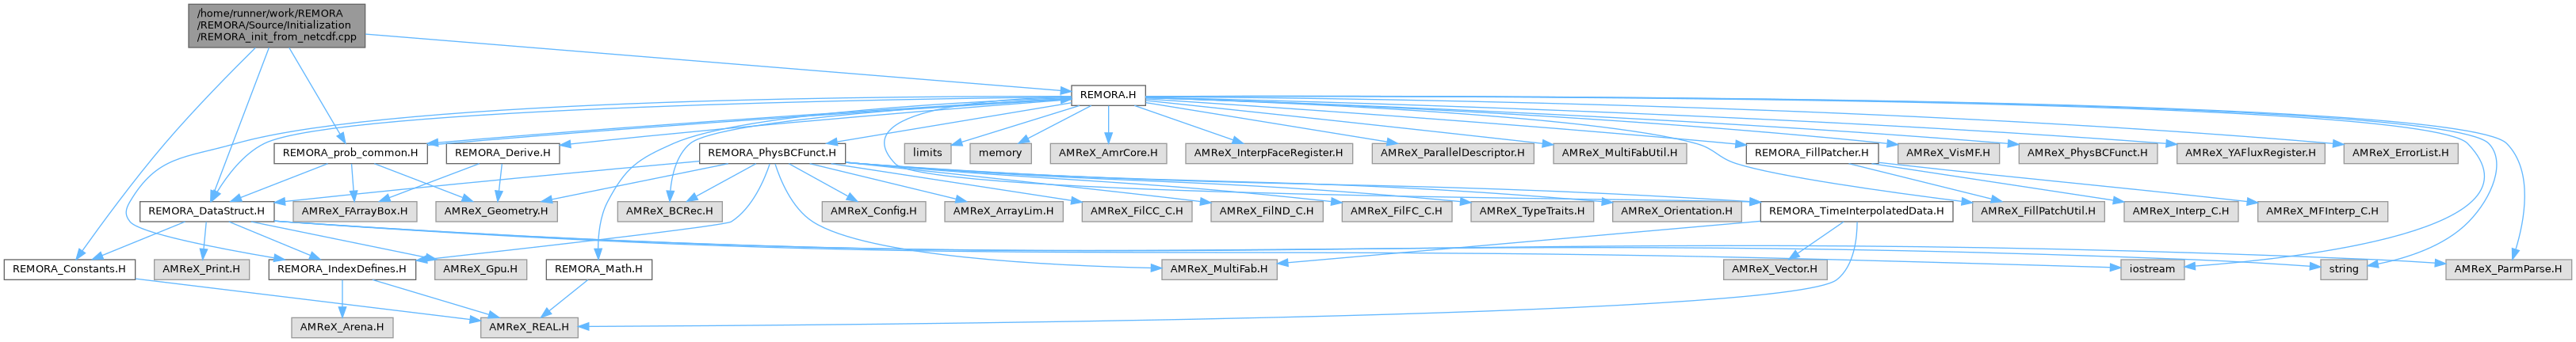 /home/runner/work/REMORA
/REMORA/Source/Initialization
/REMORA_init_from_netcdf.cpp
REMORA.H
REMORA_prob_common.H
REMORA_Derive.H
REMORA_PhysBCFunct.H
limits
memory
AMReX_AmrCore.H
AMReX_InterpFaceRegister.H
AMReX_ParallelDescriptor.H
AMReX_MultiFabUtil.H
REMORA_FillPatcher.H
AMReX_VisMF.H
AMReX_PhysBCFunct.H
AMReX_YAFluxRegister.H
AMReX_ErrorList.H
REMORA_DataStruct.H
AMReX_FArrayBox.H
AMReX_Geometry.H
AMReX_BCRec.H
AMReX_Config.H
AMReX_ArrayLim.H
AMReX_FilCC_C.H
AMReX_FilND_C.H
AMReX_FilFC_C.H
AMReX_TypeTraits.H
AMReX_Orientation.H
REMORA_TimeInterpolatedData.H
AMReX_FillPatchUtil.H
AMReX_Interp_C.H
AMReX_MFInterp_C.H
REMORA_Constants.H
AMReX_Print.H
REMORA_IndexDefines.H
AMReX_Gpu.H
REMORA_Math.H
AMReX_MultiFab.H
AMReX_Vector.H
iostream
string
AMReX_ParmParse.H
AMReX_Arena.H
AMReX_REAL.H